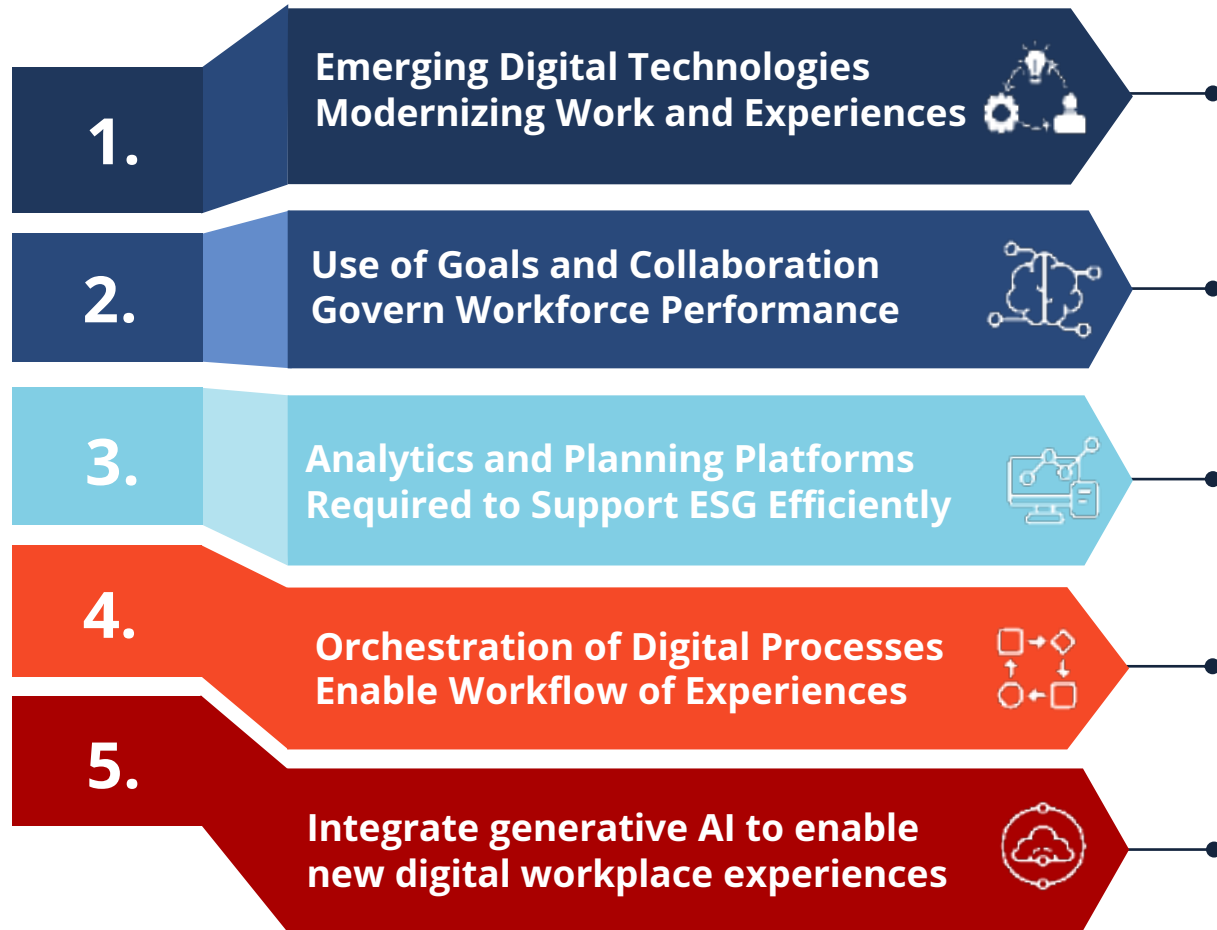 1.
Emerging Digital Technologies
Modernizing Work and Experiences
2.
Use of Goals and Collaboration
Govern Workforce Performance
3.
Analytics and Planning Platforms
Required to Support ESG Efficiently
4.
Orchestration of Digital Processes
Enable Workflow of Experiences
5.
Integrate generative AI to enable
new digital workplace experiences